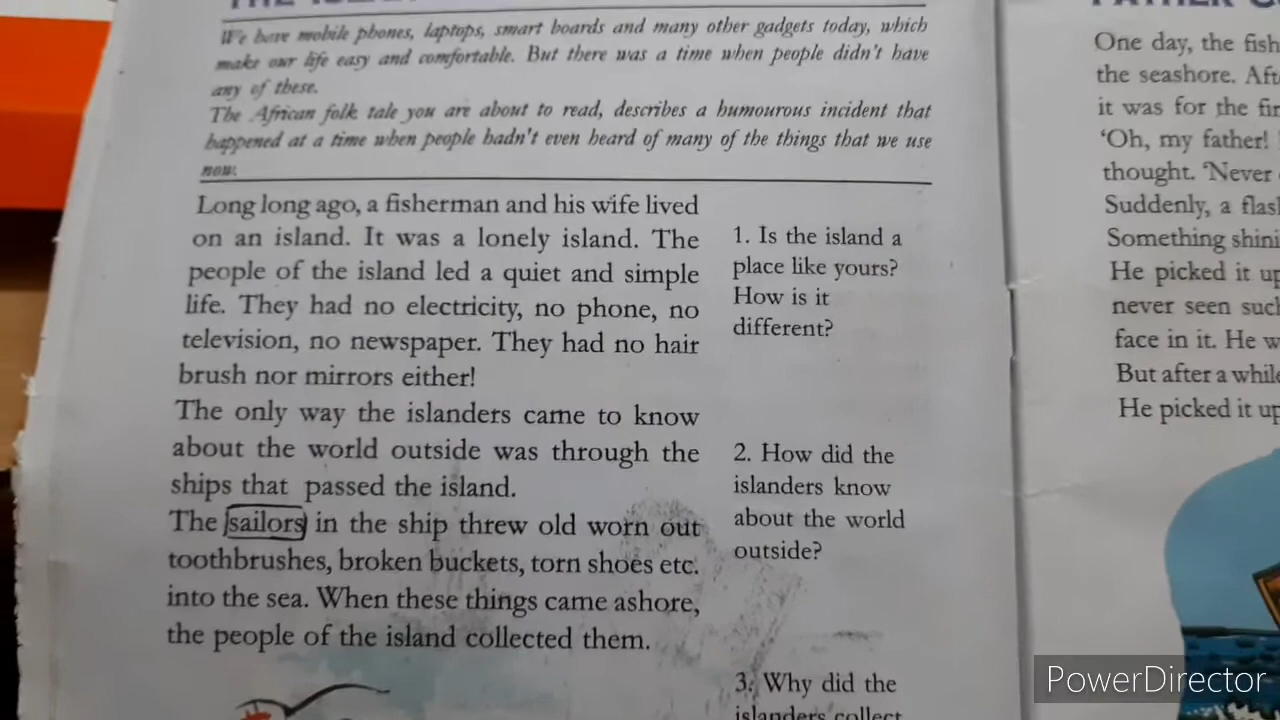 We have mobile phones, laptops, smart boards and many other gadgets today, which
make our life easy and comfortable. But there was a time when people didn't have
any of these.
The African folk tale you are about to read, describes a humourous incident that
happened at a time when people hadn't even heard of many of the things that we use
now.
Long long ago, a fisherman and his wife lived
on an island. It was a lonely island. The
people of the island led a quiet and simple
life. They had no electricity, no phone, no
television, no newspaper. They had no hair
brush nor mirrors either!
The only way the islanders came to know
about the world outside was through the
ships that passed the island.
The sailors in the ship threw old worn out
toothbrushes, broken buckets, torn shoes etc.
into the sea. When these things came ashore,
the people of the island collected them.
1. Is the island a
place like yours?
How is it
different?
2. How did the
islanders know
about the world
outside?
3. Why did the
islanders collect
One day, the fish
the seashore. Aft
it was for the fir
'Oh, my father!
thought. 'Never
Suddenly, a flas
Something shini
He picked it up
never seen suc
face in it. He w
But after a while
He picked it up
PowerDirector